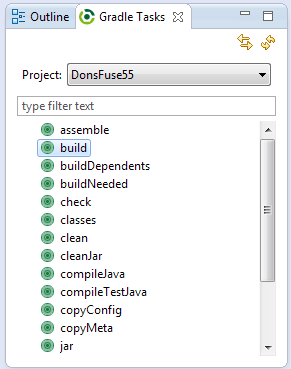 Outline
Gradle Tasks
Project: DonsFuse55
type filter text
assemble
build
buildDependents
buildNeeded
check
classes
clean
cleanJar
compileJava
compileTestJava
copyConfig
copyMeta
jar